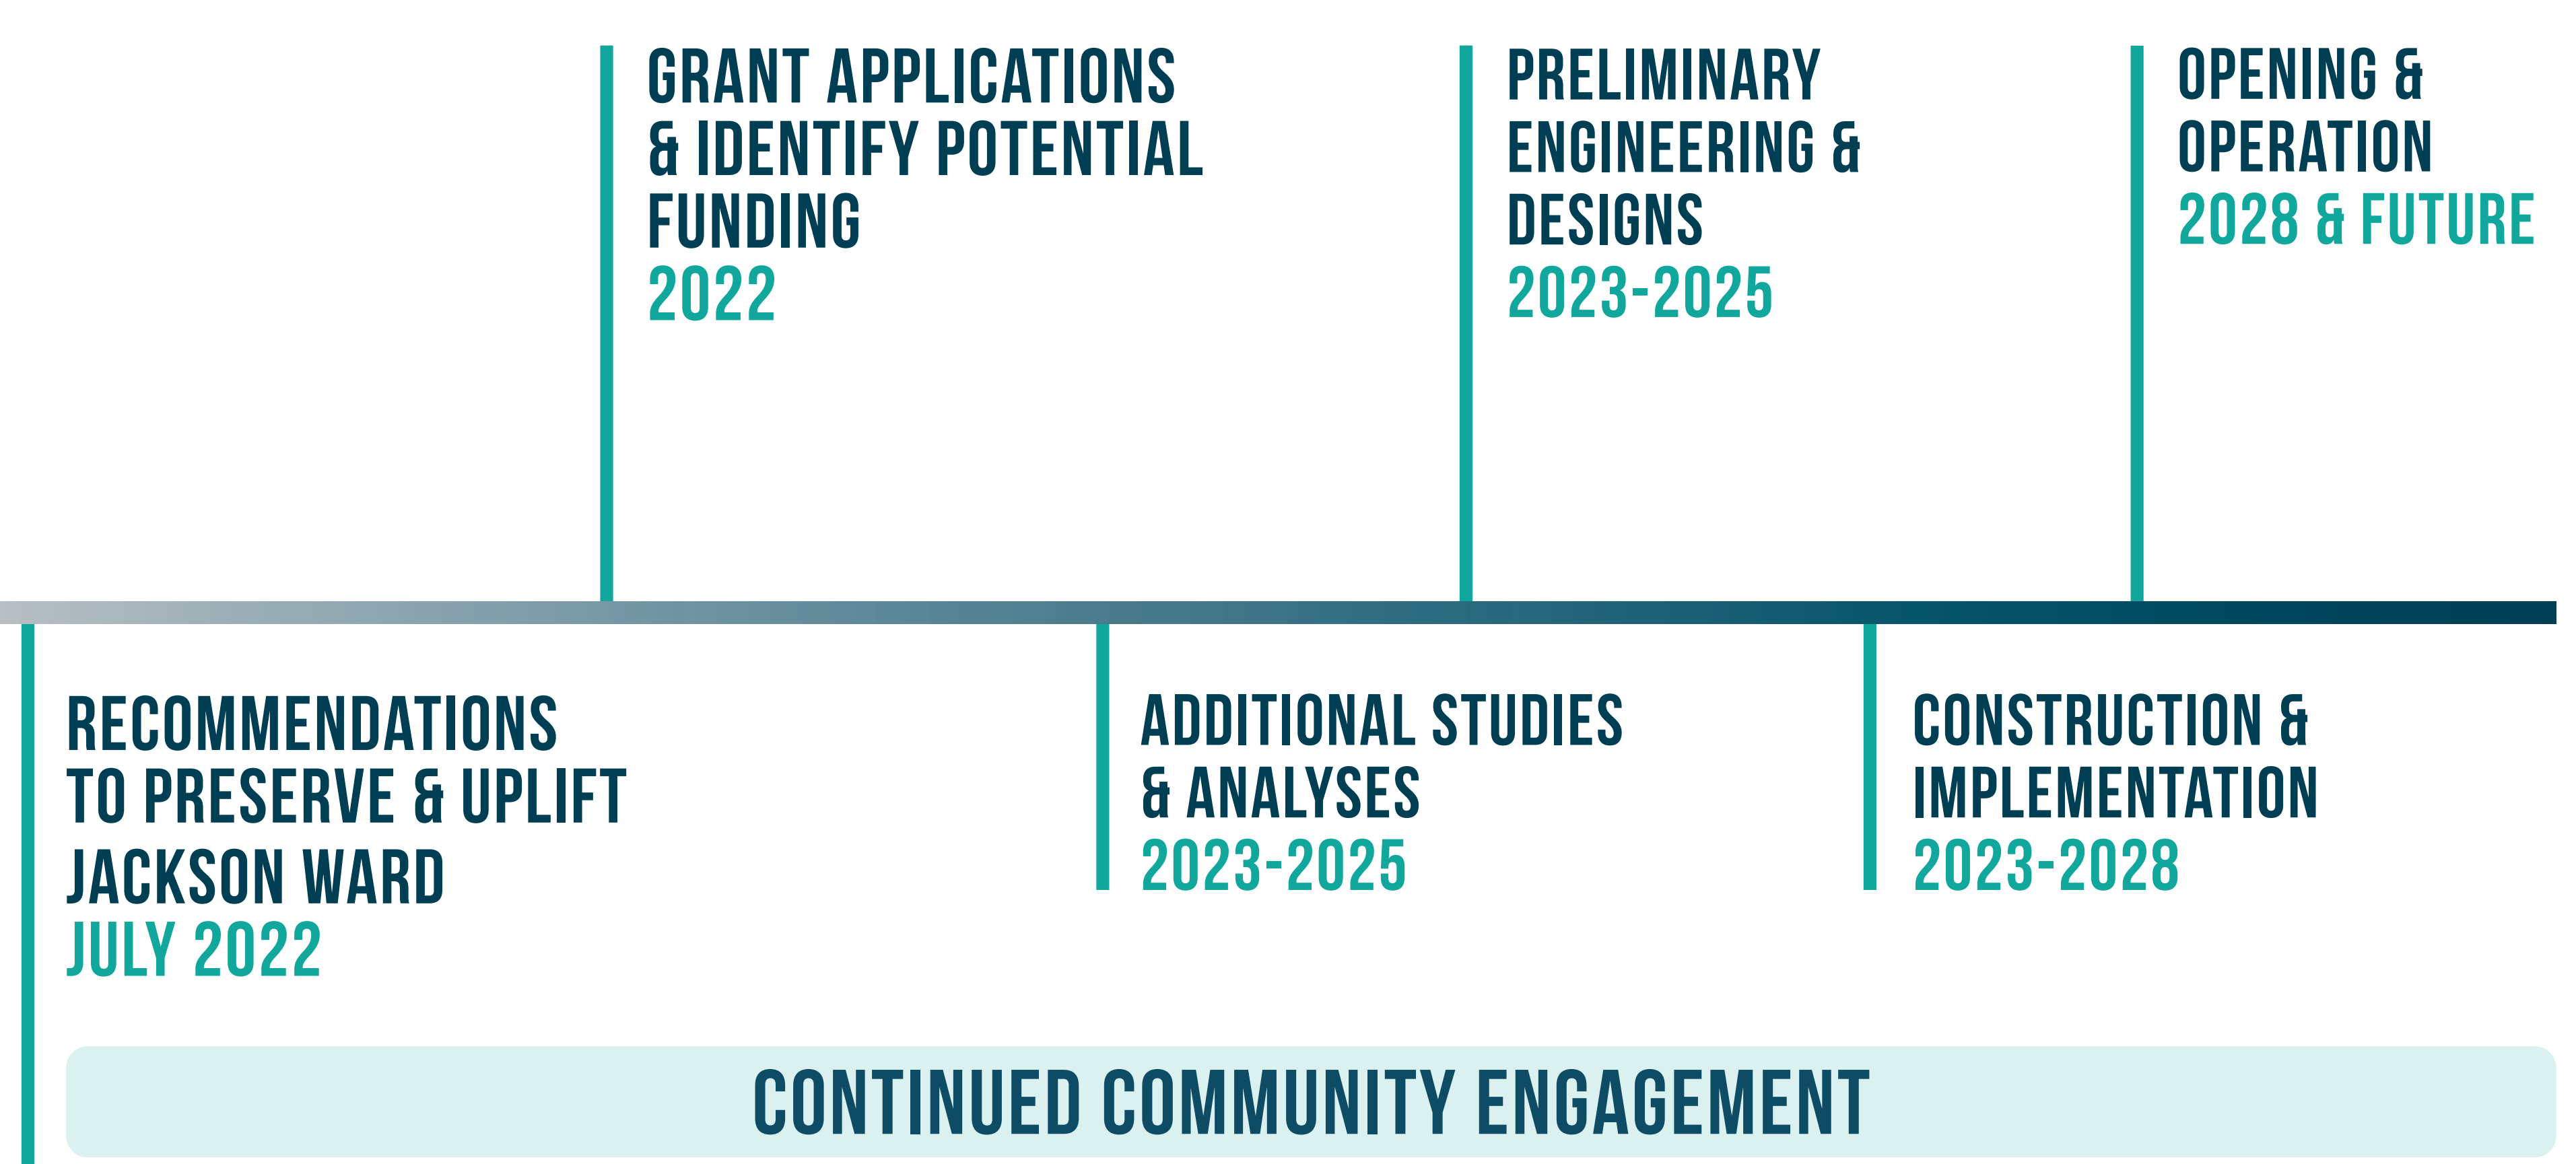 GRANT APPLICATIONS
& IDENTIFY POTENTIAL
FUNDING
2022
PRELIMINARY
ENGINEERING &
DESIGNS
2023-2025
OPENING &
OPERATION
2028 & FUTURE
RECOMMENDATIONS
TO PRESERVE & UPLIFT
JACKSON WARD
JULY 2022
ADDITIONAL STUDIES
& ANALYSES
2023-2025
CONSTRUCTION &
IMPLEMENTATION
2023-2028
CONTINUED COMMUNITY ENGAGEMENT